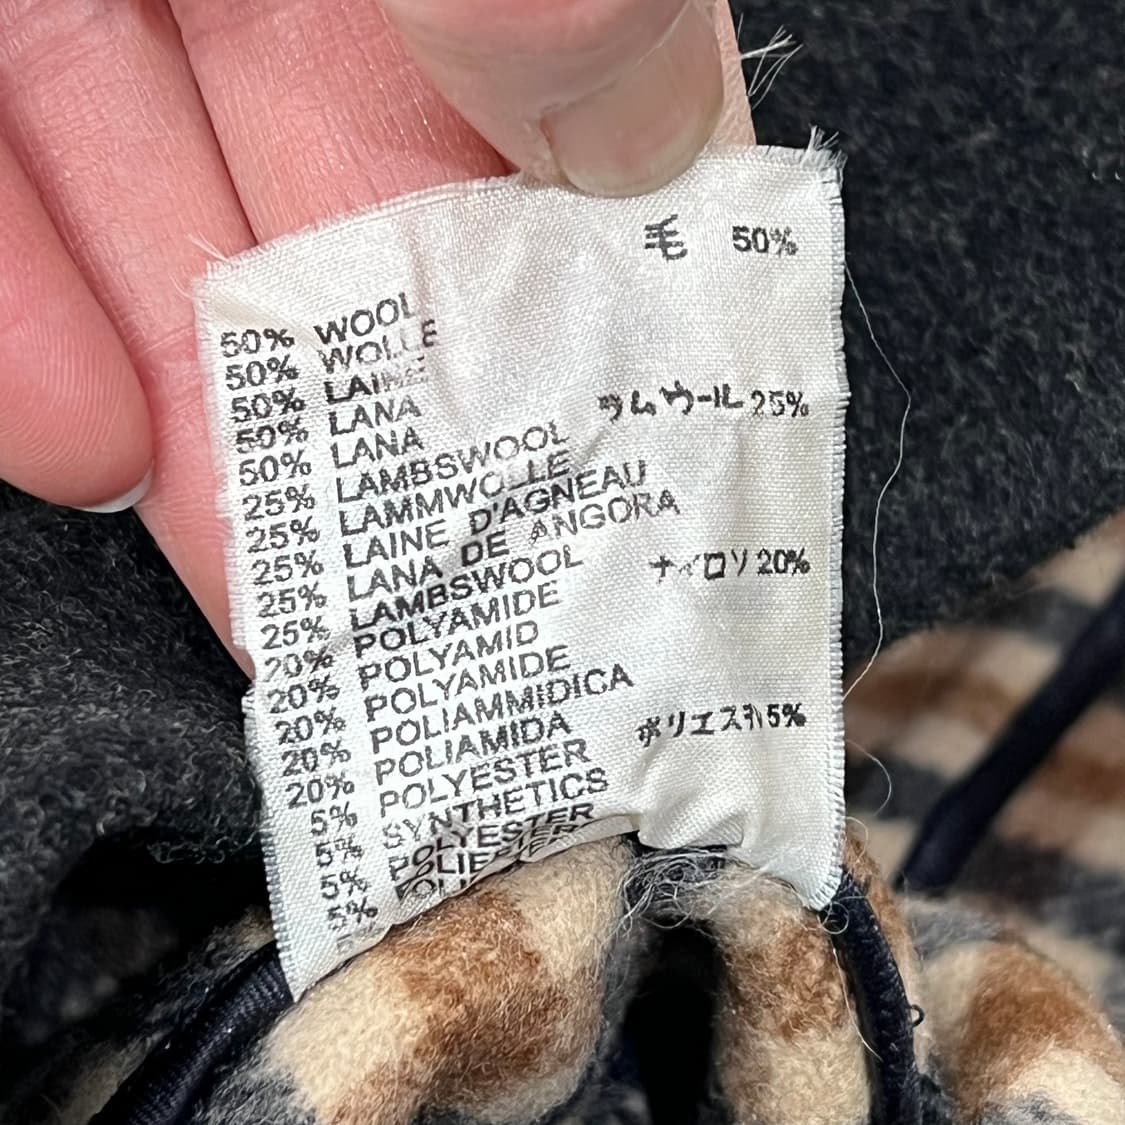 毛 50%
50% WOOL
50% WOLLE
50% LAINE
50% LANA
50% LANA
ラムウール 25%
25% LAMBSWOOL
25% LAMMWOLLE
25% LAINE D'AGNEAU
25% LANA DE ANGORA
25% LAMBSWOOL
ナイロン 20%
20% POLYAMIDE
20% POLYAMID
20% POLYAMIDE
20% POLIAMMIDICA
20% POLIAMIDA
ポリエステル 5%
5% POLYESTER
5% SYNTHETICS
5% POLYESTER
5%